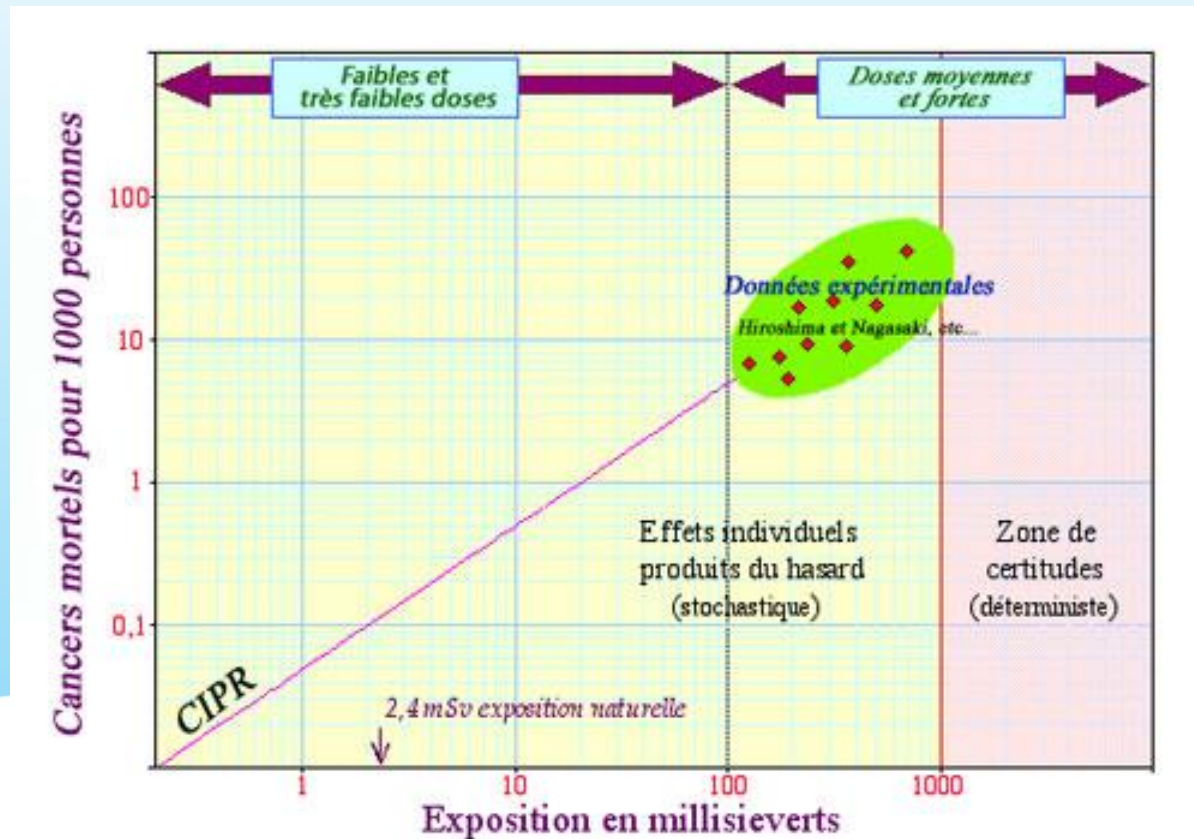 Faibles et
très faibles doses
Doses moyennes
et fortes
Cancers mortels pour 1000 personnes
100
10
1
0,1
Données expérimentales
Hiroshima et Nagasaki, etc...
Effets individuels
produits du hasard
(stochastique)
Zone de
certitudes
(déterministe)
CIPR
2,4 mSv exposition naturelle
1
10
100
1000
Exposition en millisieverts